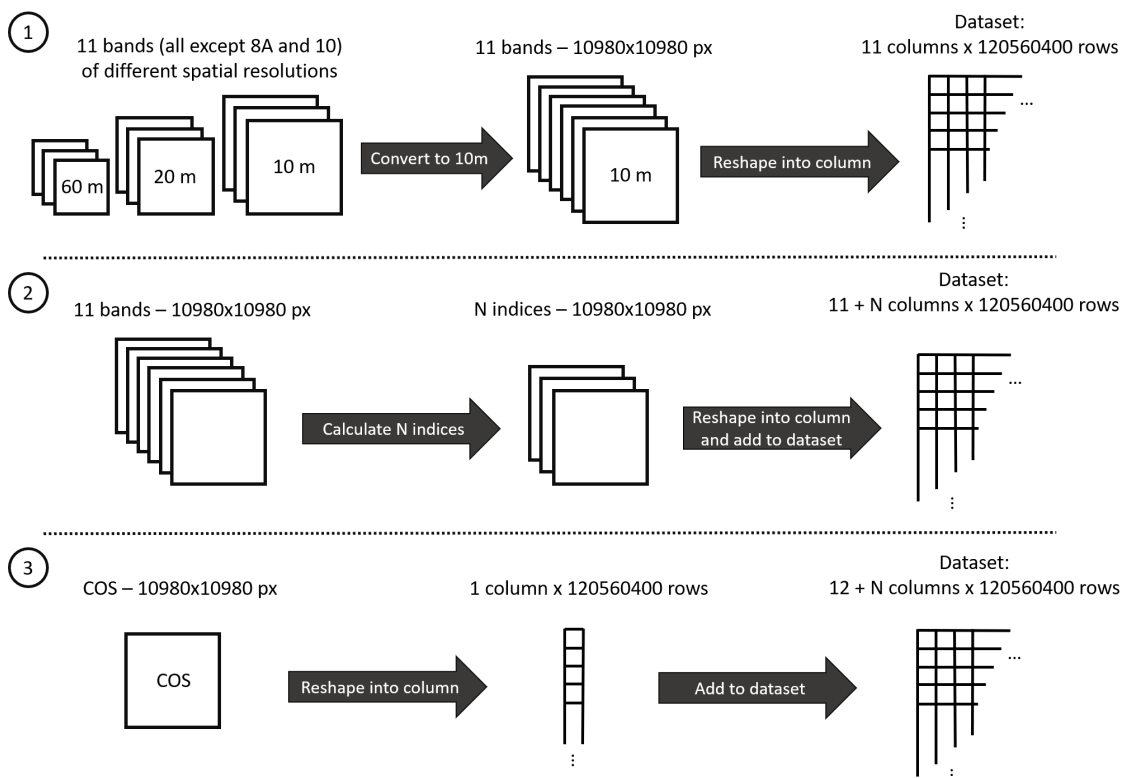 1
11 bands (all except 8A and 10)
of different spatial resolutions
60 m
20 m
10 m
Convert to 10m
11 bands – 10980x10980 px
10 m
Reshape into column
Dataset:
11 columns x 120560400 rows
...
...
2
11 bands – 10980x10980 px
Calculate N indices
N indices – 10980x10980 px
Reshape into column
and add to dataset
Dataset:
11 + N columns x 120560400 rows
...
...
3
COS – 10980x10980 px
COS
Reshape into column
1 column x 120560400 rows
...
Add to dataset
Dataset:
12 + N columns x 120560400 rows
...
...